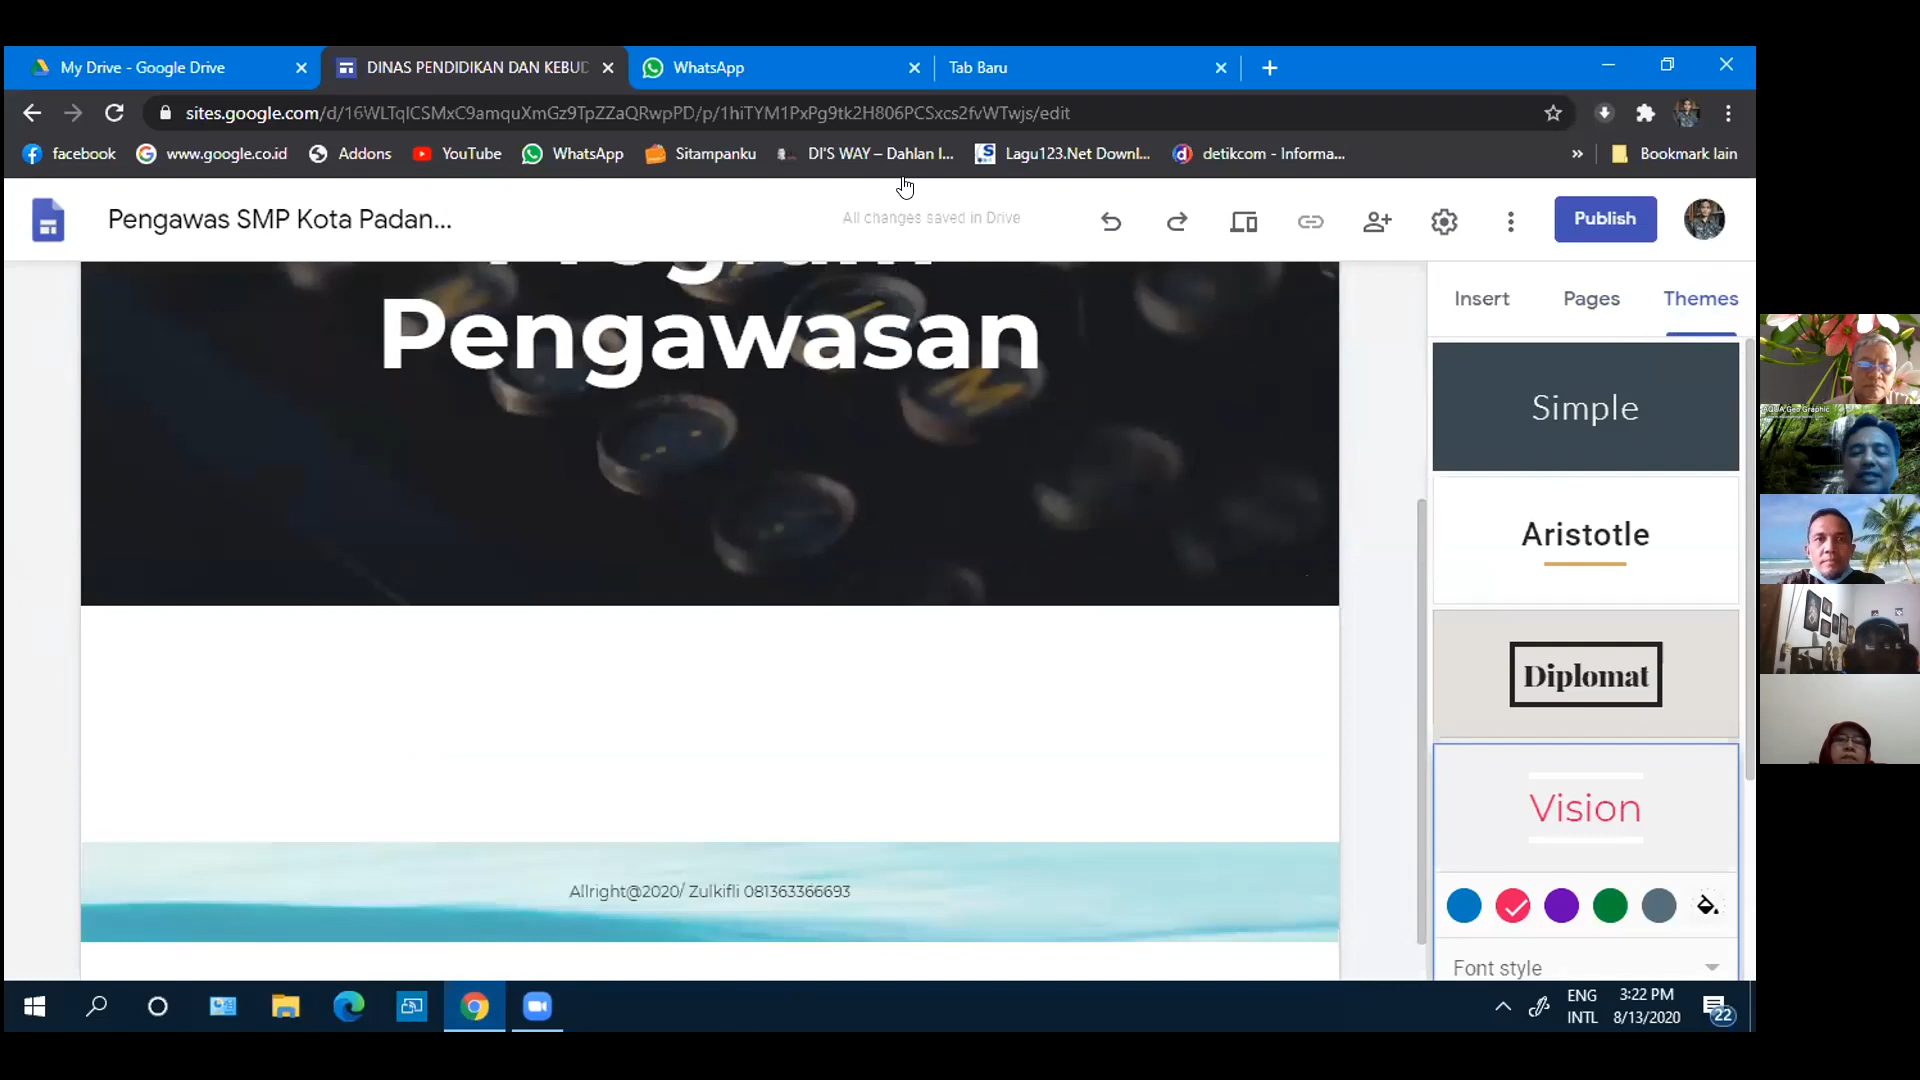 My Drive - Google Drive
DINAS PENDIDIKAN DAN KEBUD
WhatsApp
Tab Baru
sites.google.com/d/16WLTqICSMxC9amquXmGz9TpZZaQRwpPD/p/1hiTYM1PxPg9tk2H806PCSxcs2fvWTwjs/edit
facebook
www.google.co.id
Addons
YouTube
WhatsApp
Sitampanku
DI'S WAY – Dahlan I...
Lagu123.Net Downl...
detikcom - Informa...
Bookmark lain
Pengawas SMP Kota Padan...
All changes saved in Drive
Publish
Insert
Pages
Themes
Program
Pengawasan
Simple
Aristotle
Diplomat
Vision
Font style
Allright@2020/ Zulkifli 081363366693
ENG
INTL
3:22 PM
8/13/2020
22